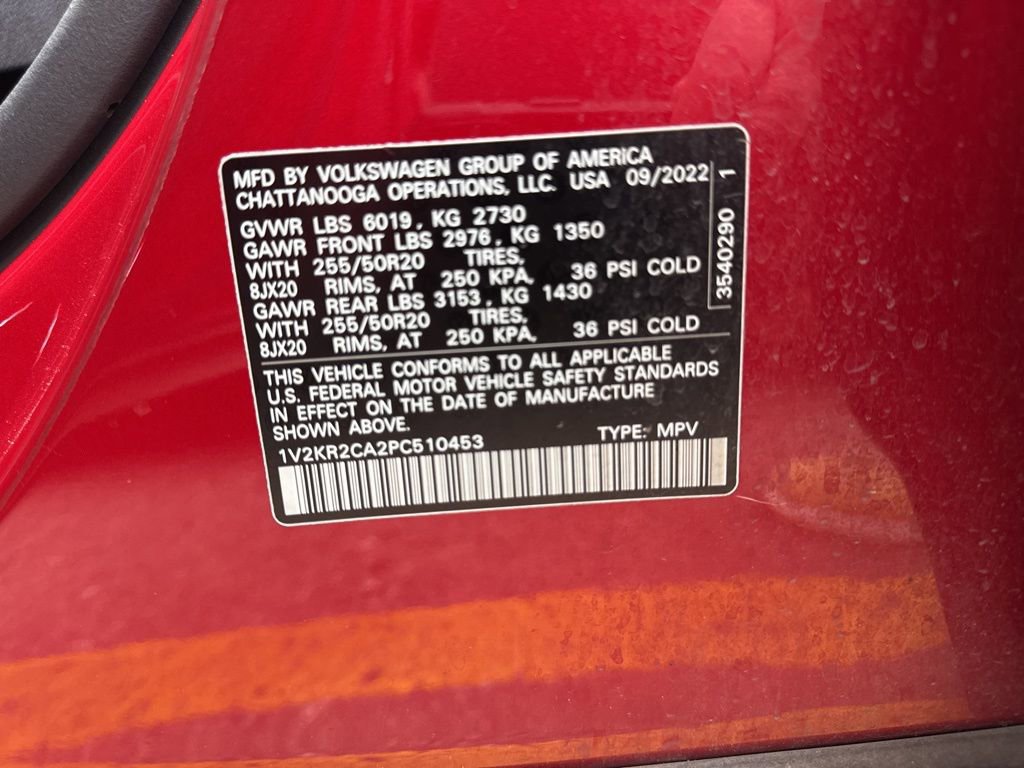 MFD BY VOLKSWAGEN GROUP OF AMERICA
CHATTANOOGA OPERATIONS, LLC. USA 09/2022
GVWR LBS 6019, KG 2730
GAWR FRONT LBS 2976, KG 1350
WITH 255/50R20 TIRES,
8JX20 RIMS, AT 250 KPA, 36 PSI COLD
GAWR REAR LBS 3153, KG 1430
WITH 255/50R20 TIRES,
8JX20 RIMS, AT 250 KPA, 36 PSI COLD
THIS VEHICLE CONFORMS TO ALL APPLICABLE
U.S. FEDERAL MOTOR VEHICLE SAFETY STANDARDS
IN EFFECT ON THE DATE OF MANUFACTURE
SHOWN ABOVE.
1V2KR2CA2PC510453 TYPE: MPV
3540290 1